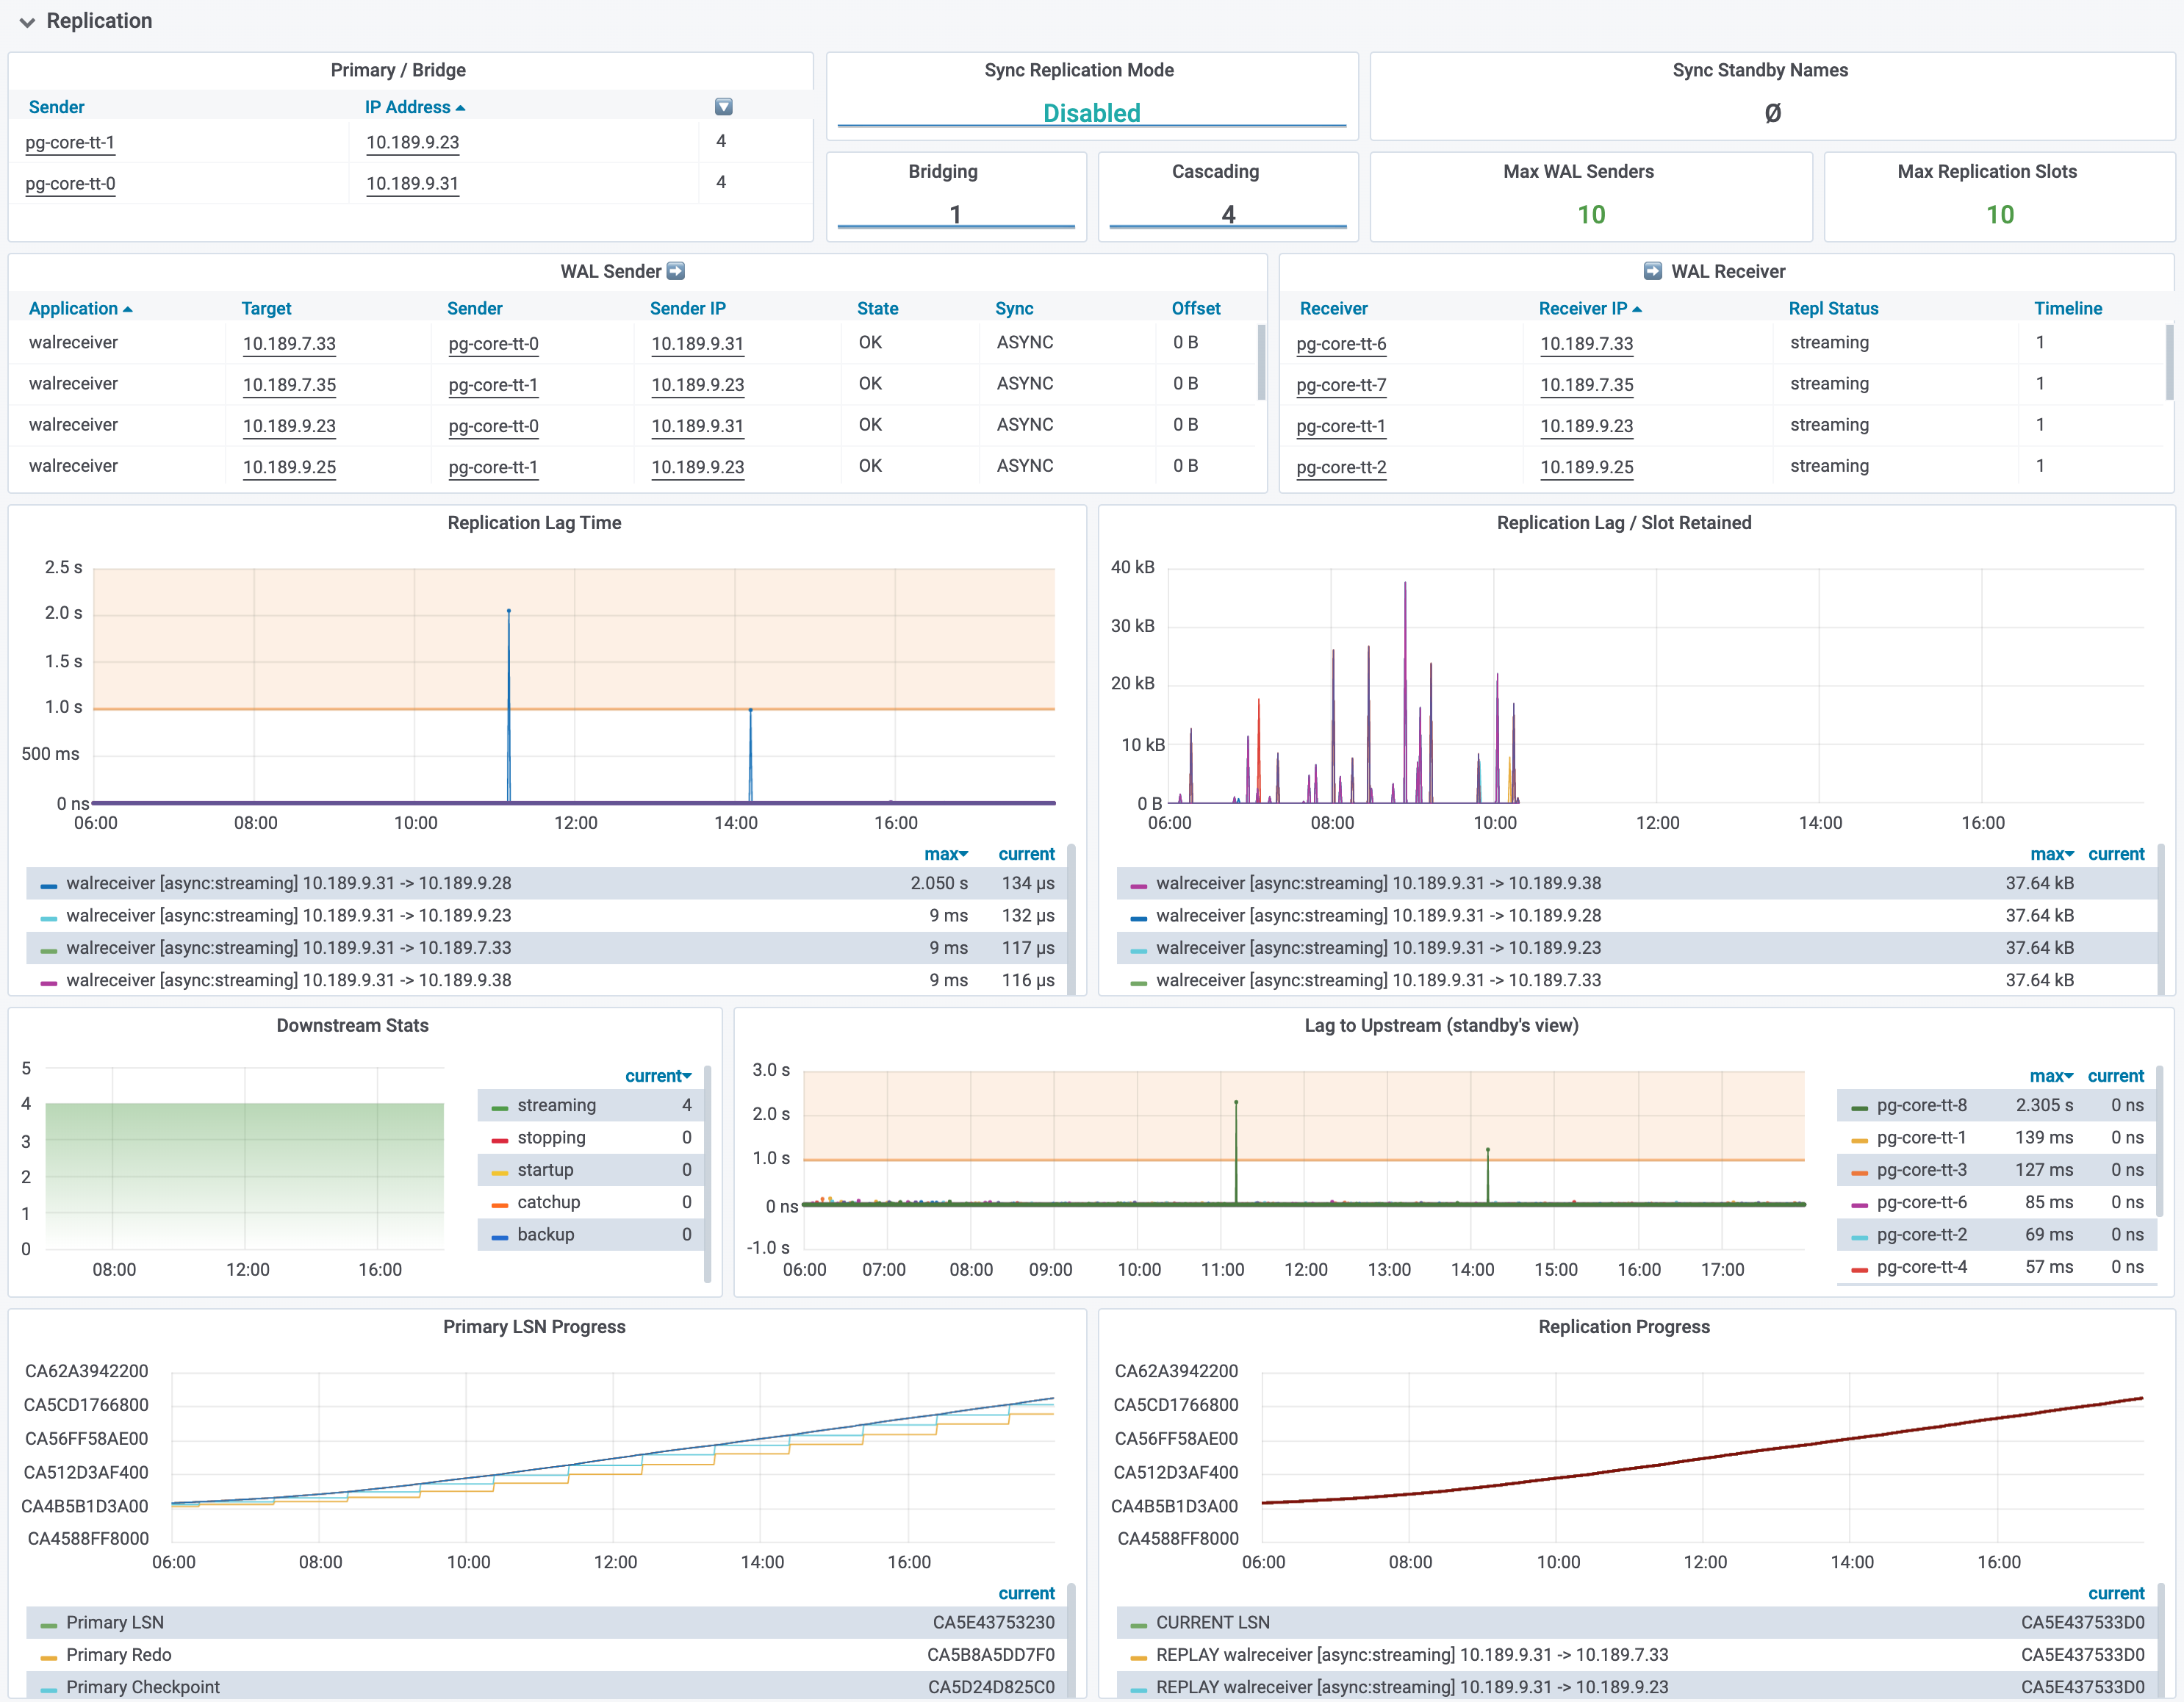 Replication
Primary / Bridge
Sender IP Address
pg-core-tt-1 10.189.9.23 4
pg-core-tt-0 10.189.9.31 4
Sync Replication Mode
Disabled
Sync Standby Names
Ø
Bridging
1
Cascading
4
Max WAL Senders
10
Max Replication Slots
10
WAL Sender
Application Target Sender Sender IP State Sync Offset
walreceiver 10.189.7.33 pg-core-tt-0 10.189.9.31 OK ASYNC 0 B
walreceiver 10.189.7.35 pg-core-tt-1 10.189.9.23 OK ASYNC 0 B
walreceiver 10.189.9.23 pg-core-tt-0 10.189.9.31 OK ASYNC 0 B
walreceiver 10.189.9.25 pg-core-tt-1 10.189.9.23 OK ASYNC 0 B
WAL Receiver
Receiver Receiver IP Repl Status Timeline
pg-core-tt-6 10.189.7.33 streaming 1
pg-core-tt-7 10.189.7.35 streaming 1
pg-core-tt-1 10.189.9.23 streaming 1
pg-core-tt-2 10.189.9.25 streaming 1
Replication Lag Time
2.5 s
2.0 s
1.5 s
1.0 s
500 ms
0 ns
06:00 08:00 10:00 12:00 14:00 16:00
max current
walreceiver [async:streaming] 10.189.9.31 -> 10.189.9.28 2.050 s 134 µs
walreceiver [async:streaming] 10.189.9.31 -> 10.189.9.23 9 ms 132 µs
walreceiver [async:streaming] 10.189.9.31 -> 10.189.7.33 9 ms 117 µs
walreceiver [async:streaming] 10.189.9.31 -> 10.189.9.38 9 ms 116 µs
Replication Lag / Slot Retained
40 kB
30 kB
20 kB
10 kB
0 B
06:00 08:00 10:00 12:00 14:00 16:00
max current
walreceiver [async:streaming] 10.189.9.31 -> 10.189.9.38 37.64 kB
walreceiver [async:streaming] 10.189.9.31 -> 10.189.9.28 37.64 kB
walreceiver [async:streaming] 10.189.9.31 -> 10.189.9.23 37.64 kB
walreceiver [async:streaming] 10.189.9.31 -> 10.189.7.33 37.64 kB
Downstream Stats
5
4
3
2
1
0
08:00 12:00 16:00
current
streaming 4
stopping 0
startup 0
catchup 0
backup 0
Lag to Upstream (standby's view)
3.0 s
2.0 s
1.0 s
0 ns
-1.0 s
06:00 07:00 08:00 09:00 10:00 11:00 12:00 13:00 14:00 15:00 16:00 17:00
max current
pg-core-tt-8 2.305 s 0 ns
pg-core-tt-1 139 ms 0 ns
pg-core-tt-3 127 ms 0 ns
pg-core-tt-6 85 ms 0 ns
pg-core-tt-2 69 ms 0 ns
pg-core-tt-4 57 ms 0 ns
Primary LSN Progress
CA62A3942200
CA5CD1766800
CA56FF58AE00
CA512D3AF400
CA4B5B1D3A00
CA4588FF8000
06:00 08:00 10:00 12:00 14:00 16:00
current
Primary LSN CA5E43753230
Primary Redo CA5B8A5DD7F0
Primary Checkpoint CA5D24D825C0
Replication Progress
CA62A3942200
CA5CD1766800
CA56FF58AE00
CA512D3AF400
CA4B5B1D3A00
CA4588FF8000
06:00 08:00 10:00 12:00 14:00 16:00
current
CURRENT LSN CA5E437533D0
REPLAY walreceiver [async:streaming] 10.189.9.31 -> 10.189.7.33 CA5E437533D0
REPLAY walreceiver [async:streaming] 10.189.9.31 -> 10.189.9.23 CA5E437533D0